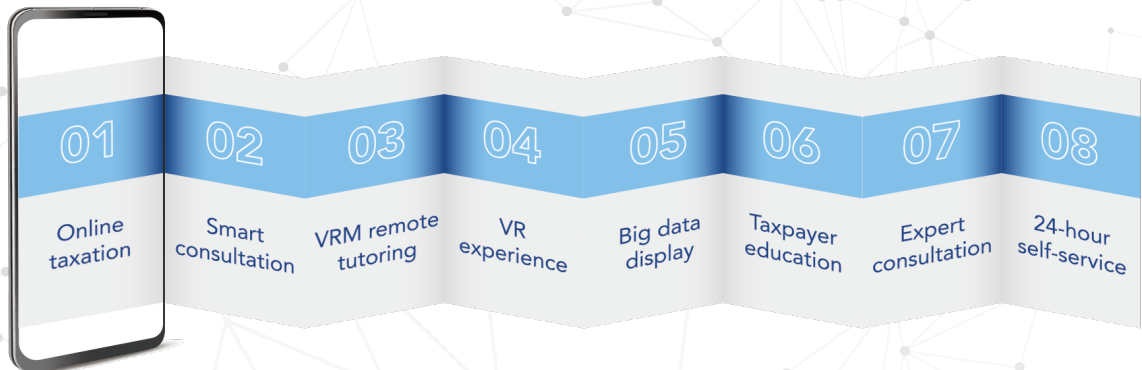 01
Online
taxation
02
Smart
consultation
03
VRM remote
tutoring
04
VR
experience
05
Big data
display
06
Taxpayer
education
07
Expert
consultation
08
24-hour
self-service